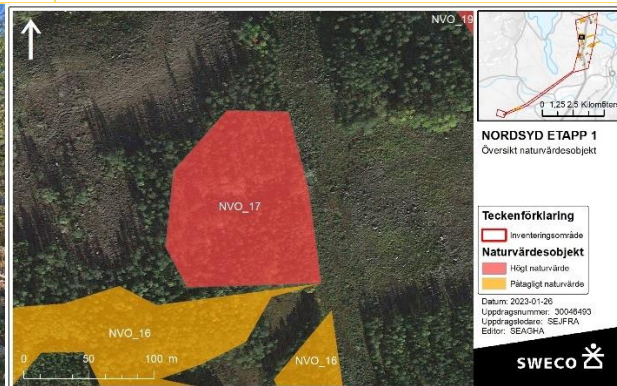 NVO_19
NVO_17
NVO_16
NVO_16
0 50 100 m
0 1,25 2,5 Kilometers
NORDSYD ETAPP 1
Översikt naturvärdesobjekt
Teckenförklaring
Inventeringsområde
Naturvärdesobjekt
Högt naturvärde
Påtagligt naturvärde
Datum: 2023-01-26
Uppdragsnummer: 30046493
Uppdragsledare: SEJFRA
Editor: SEAGHA
SWECO